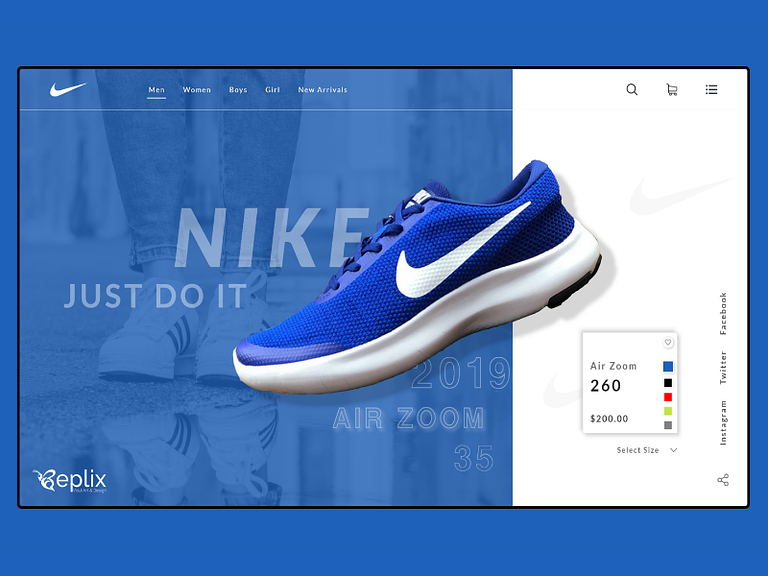 Men Women Boys Girl New Arrivals
NIKE
JUST DO IT
2019
AIR ZOOM
35
Air Zoom
260
$200.00
Select Size
Facebook
Twitter
Instagram
Beplix